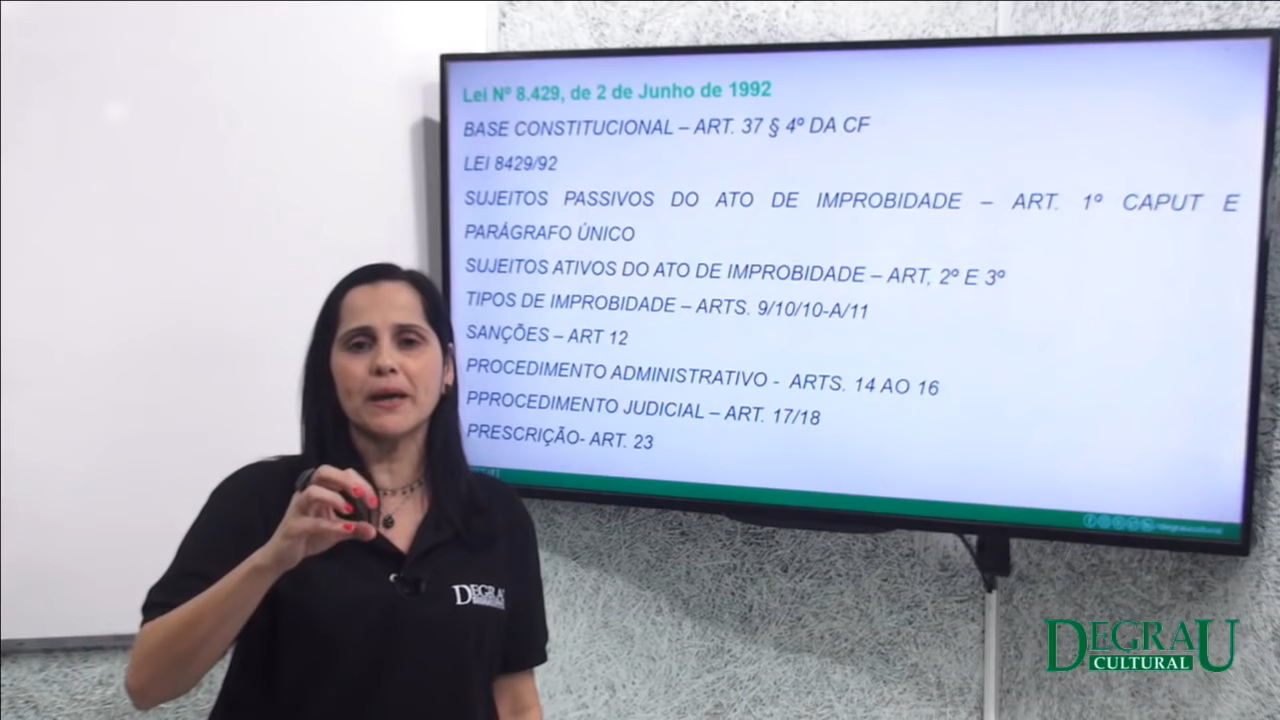 Lei Nº 8.429, de 2 de Junho de 1992
BASE CONSTITUCIONAL – ART. 37 § 4º DA CF
LEI 8429/92
SUJEITOS PASSIVOS DO ATO DE IMPROBIDADE – ART. 1º CAPUT E
PARÁGRAFO ÚNICO
SUJEITOS ATIVOS DO ATO DE IMPROBIDADE – ART, 2º E 3º
TIPOS DE IMPROBIDADE – ARTS. 9/10/10-A/11
SANÇÕES – ART 12
PROCEDIMENTO ADMINISTRATIVO - ARTS. 14 AO 16
PPROCEDIMENTO JUDICIAL – ART. 17/18
PRESCRIÇÃO- ART. 23
DEGRAU
DEGRAU
CULTURAL